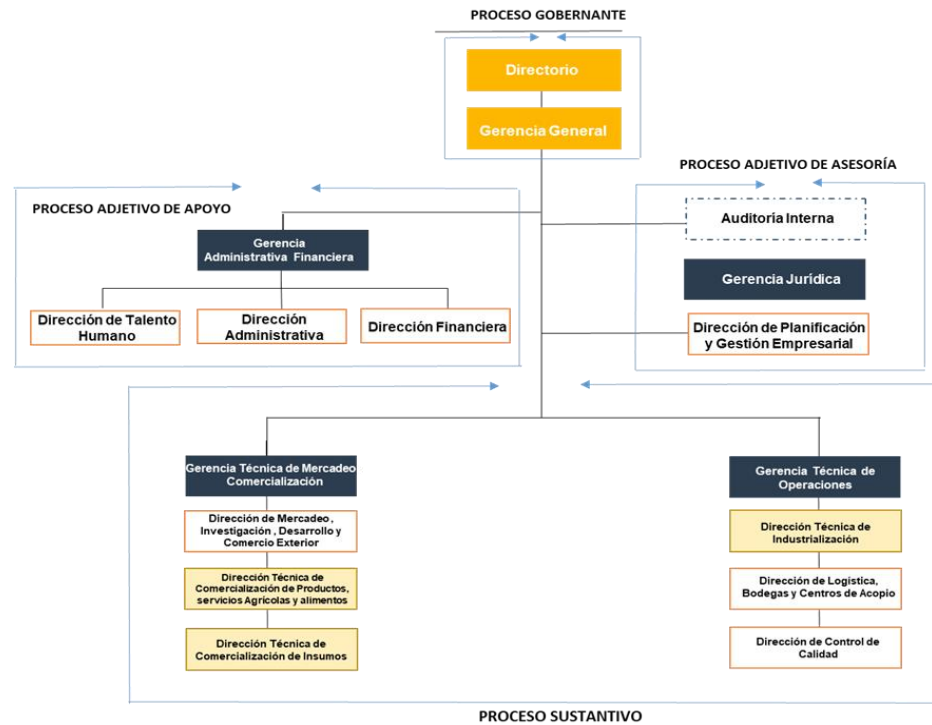 PROCESO GOBERNANTE
Directorio
Gerencia General
PROCESO ADJETIVO DE ASESORÍA
Auditoría Interna
Gerencia Jurídica
Dirección de Planificación
y Gestión Empresarial
PROCESO ADJETIVO DE APOYO
Gerencia
Administrativa Financiera
Dirección de Talento
Humano
Dirección
Administrativa
Dirección Financiera
Gerencia Técnica de Mercadeo
Comercialización
Dirección de Mercadeo ,
Investigación , Desarrollo y
Comercio Exterior
Dirección Técnica de
Comercialización de Productos,
servicios Agrícolas y alimentos
Dirección Técnica de
Comercialización de Insumos
Gerencia Técnica de
Operaciones
Dirección Técnica de
Industrialización
Dirección de Logística,
Bodegas y Centros de Acopio
Dirección de Control de
Calidad
PROCESO SUSTANTIVO